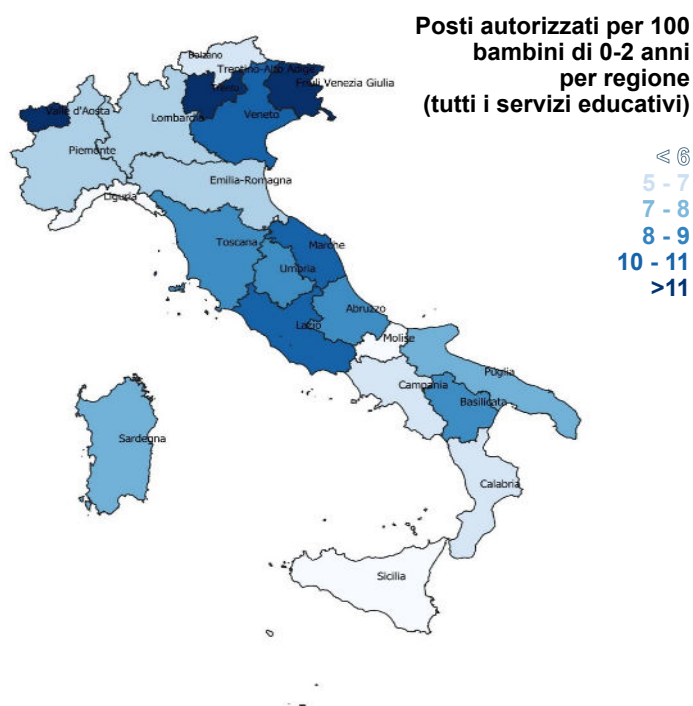 Posti autorizzati per 100
bambini di 0-2 anni
per regione
(tutti i servizi educativi)
< 6
5 - 7
7 - 8
8 - 9
10 - 11
>11
Bolzano
Trentino-Alto Adige
Friuli Venezia Giulia
Trento
Valle d'Aosta
Lombardia
Veneto
Piemonte
Emilia-Romagna
Liguria
Toscana
Marche
Umbria
Abruzzo
Lazio
Molise
Campania
Puglia
Basilicata
Sardegna
Calabria
Sicilia